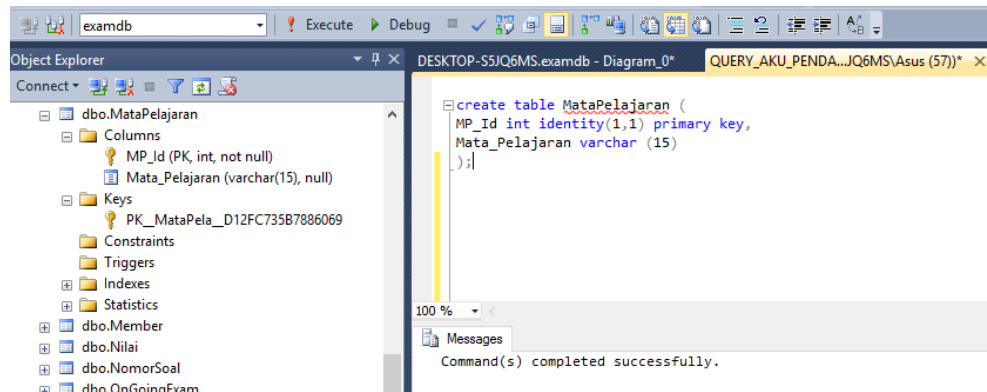 examdb Execute Debug
Object Explorer
Connect
dbo.MataPelajaran
Columns
MP_Id (PK, int, not null)
Mata_Pelajaran (varchar(15), null)
Keys
PK__MataPela__D12FC735B7886069
Constraints
Triggers
Indexes
Statistics
dbo.Member
dbo.Nilai
dbo.NomorSoal
dbo.OnGoingExam
DESKTOP-S5JQ6MS.examdb - Diagram_0* QUERY_AKU_PENDA...JQ6MS\Asus (57))*
create table MataPelajaran (
MP_Id int identity(1,1) primary key,
Mata_Pelajaran varchar (15)
);
100 %
Messages
Command(s) completed successfully.